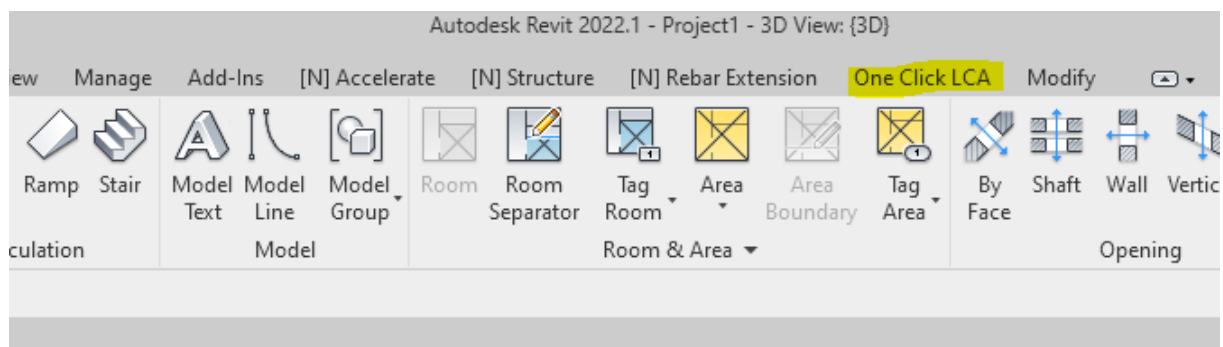 Autodesk Revit 2022.1 - Project1 - 3D View: {3D}
ew Manage Add-Ins [N] Accelerate [N] Structure [N] Rebar Extension One Click LCA Modify
Ramp Stair Model Model Model Room Room Tag Area Area Tag By Shaft Wall Vertic
Text Line Group Separator Room Boundary Area Face
culation Model Room & Area Opening